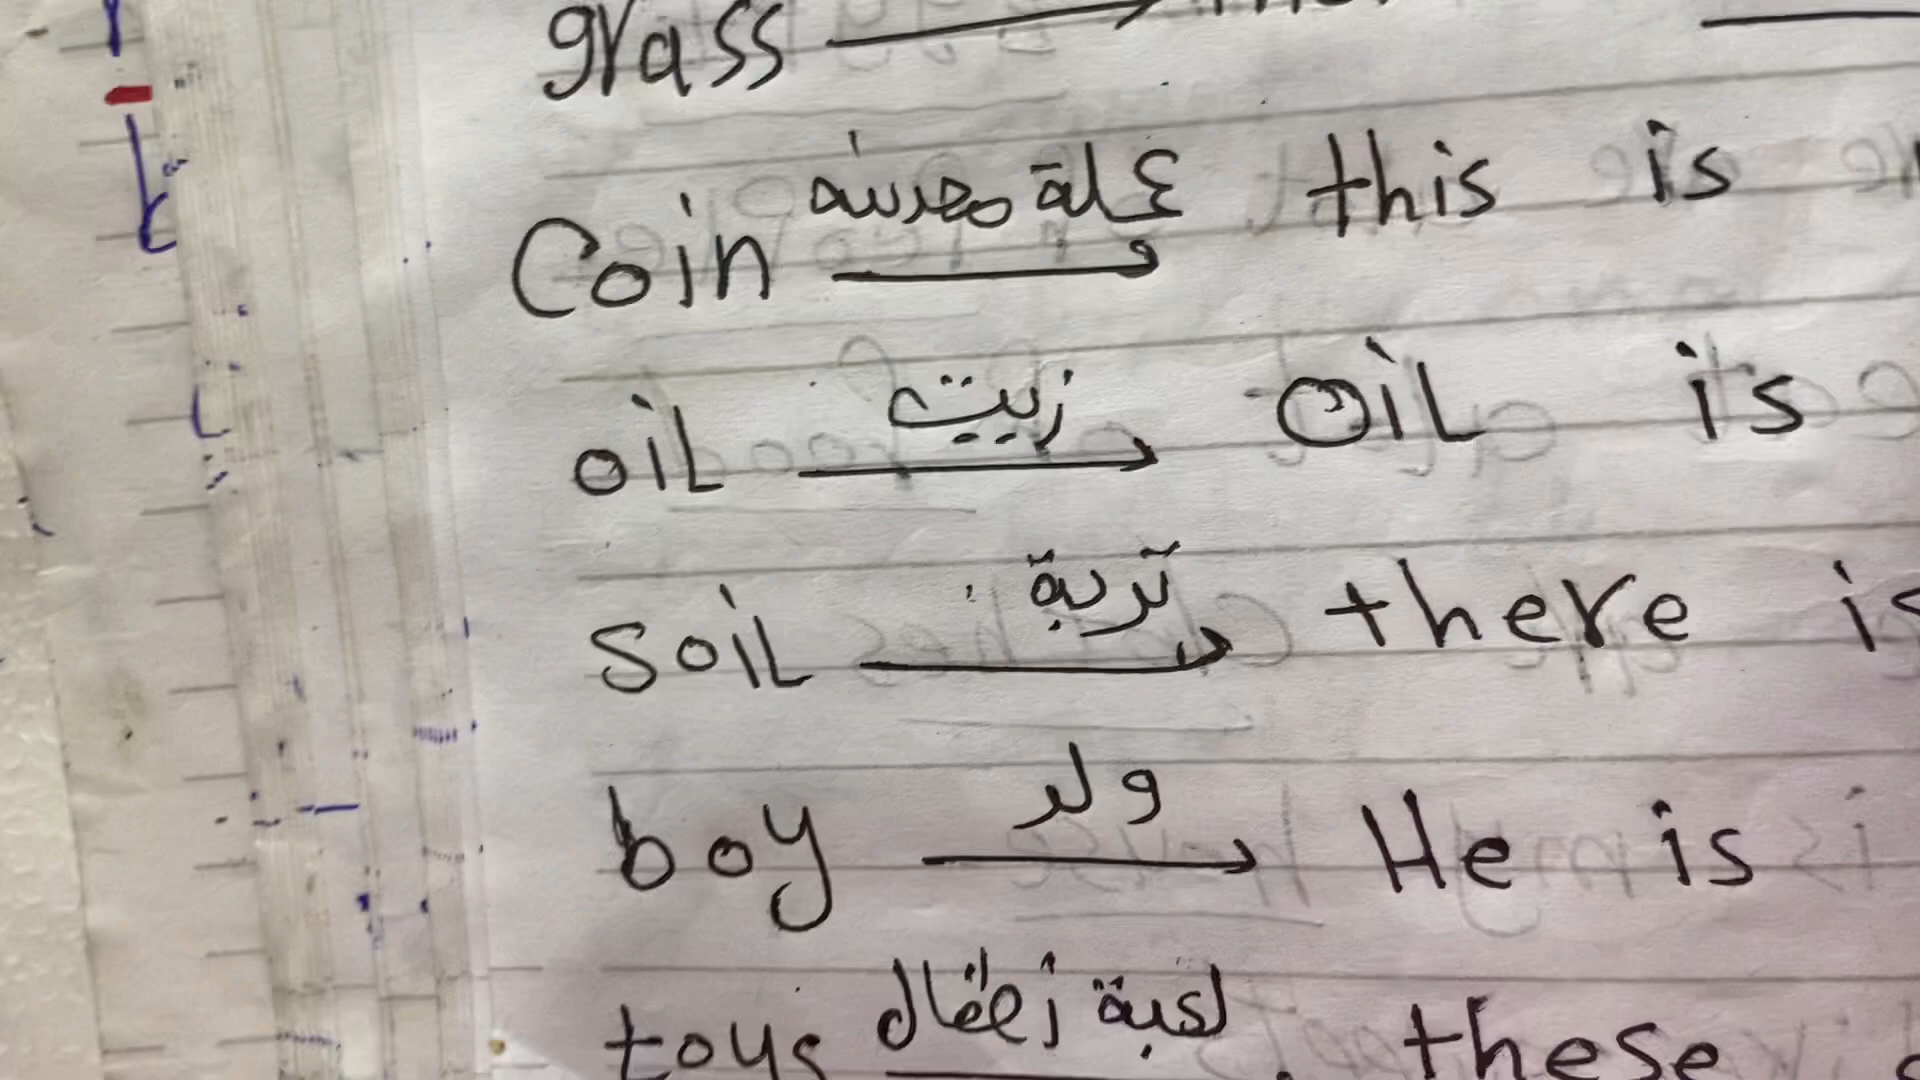 grass
Coin عملة معدنية this is
oil زيت Oil is
soil تربة there is
boy ولد He is
toys لعبة أطفال these